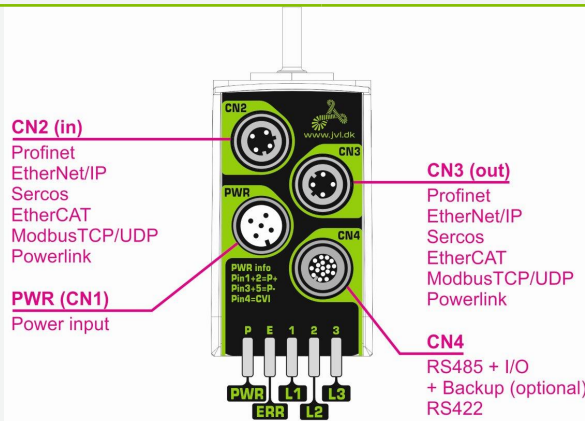 CN2 (in)
Profinet
EtherNet/IP
Sercos
EtherCAT
ModbusTCP/UDP
Powerlink
PWR (CN1)
Power input
CN2
www.jvl.dk
CN3
PWR
CN4
PWR info
Pin1+2=P+
Pin3+5=P-
Pin4=CVI
P E 1 2 3
PWR L1 L3
ERR L2
CN3 (out)
Profinet
EtherNet/IP
Sercos
EtherCAT
ModbusTCP/UDP
Powerlink
CN4
RS485 + I/O
+ Backup (optional)
RS422